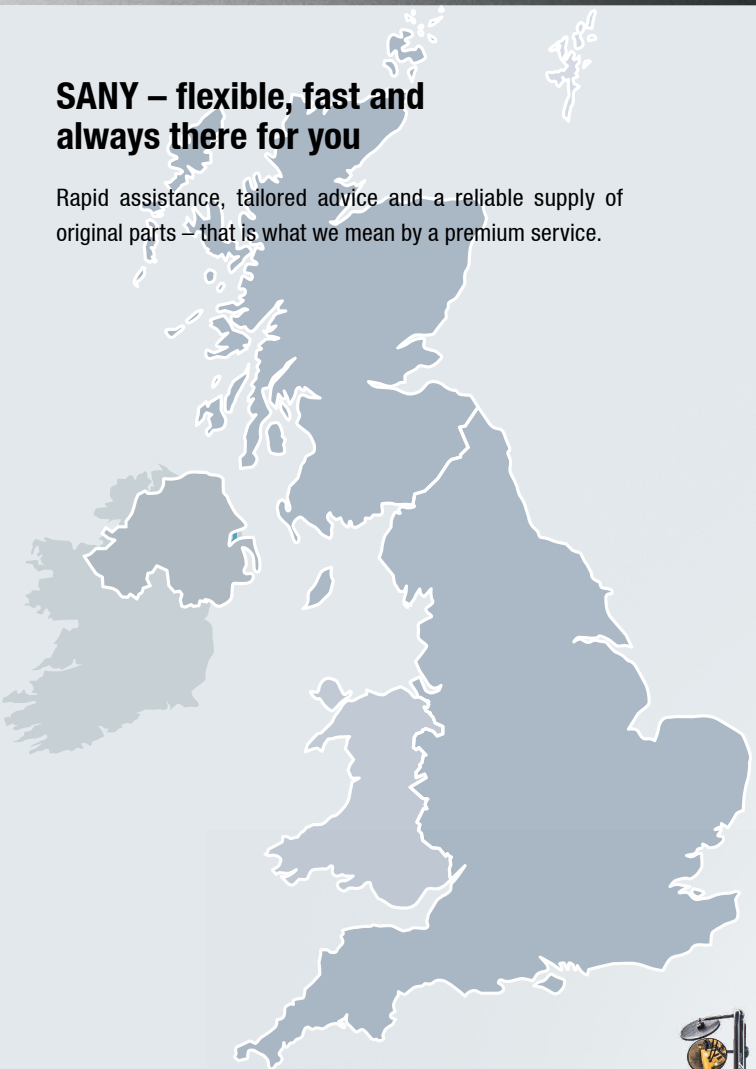 SANY – flexible, fast and
always there for you
Rapid assistance, tailored advice and a reliable supply of
original parts – that is what we mean by a premium service.